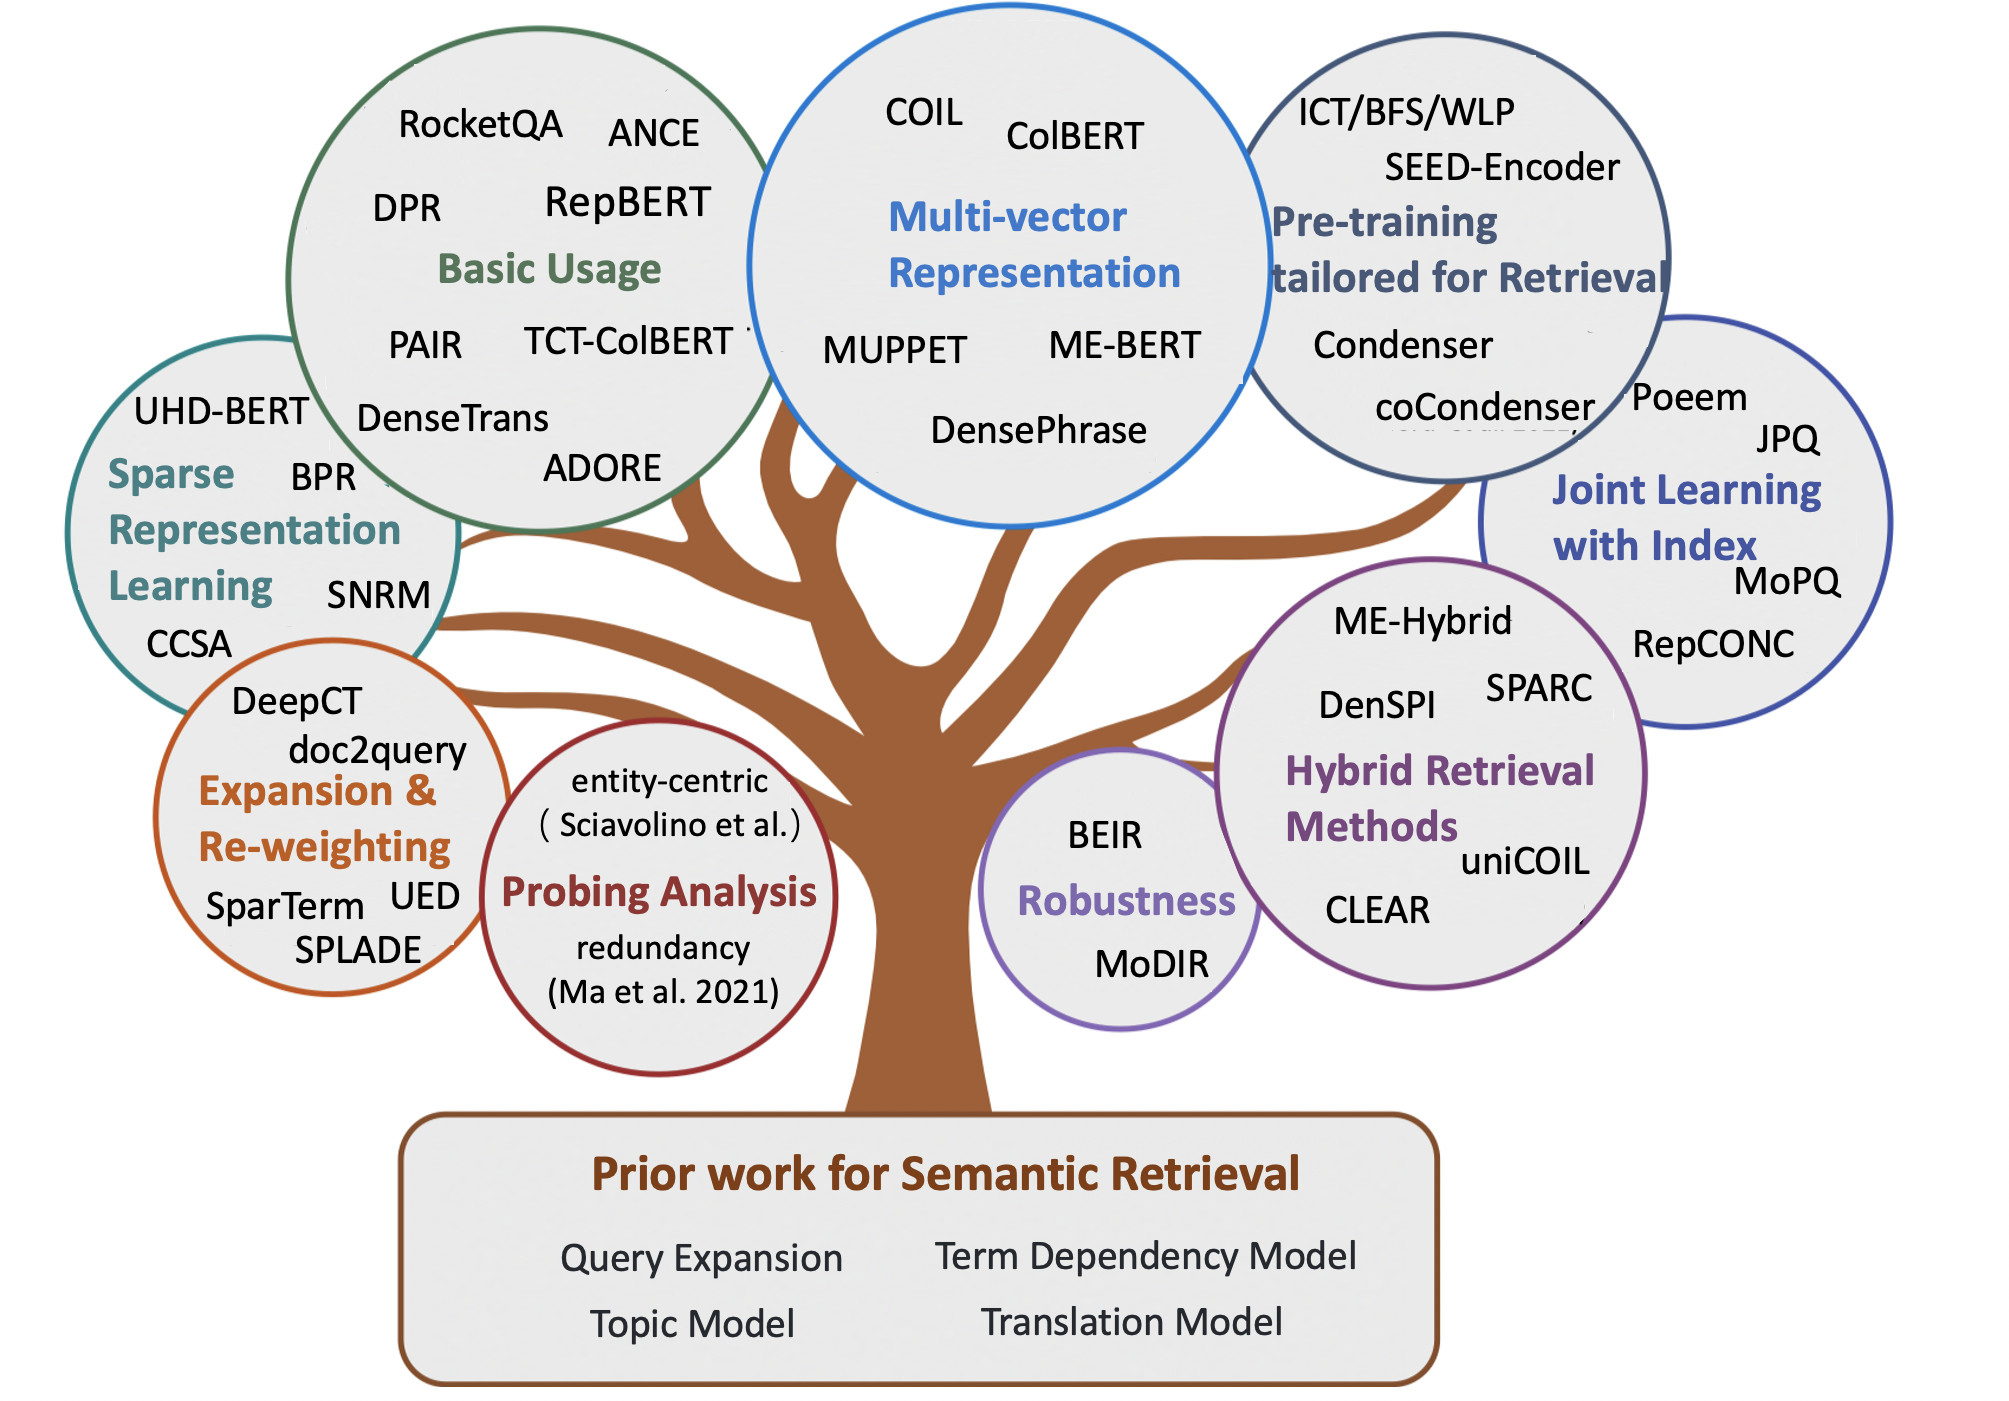 RocketQA
ANCE
DPR
RepBERT
Basic Usage
PAIR
TCT-ColBERT
DenseTrans
ADORE
COIL
ColBERT
Multi-vector
Representation
MUPPET
ME-BERT
DensePhrase
ICT/BFS/WLP
SEED-Encoder
Pre-training
tailored for Retrieval
Condenser
coCondenser
UHD-BERT
Sparse
BPR
Representation
Learning
SNRM
CCSA
Poeem
JPQ
Joint Learning
with Index
MoPQ
RepCONC
DeepCT
doc2query
Expansion &
Re-weighting
SparTerm
UED
SPLADE
entity-centric
( Sciavolino et al.)
Probing Analysis
redundancy
(Ma et al. 2021)
BEIR
Robustness
MoDIR
ME-Hybrid
SPARC
DenSPI
Hybrid Retrieval
Methods
uniCOIL
CLEAR
Prior work for Semantic Retrieval
Query Expansion
Term Dependency Model
Topic Model
Translation Model